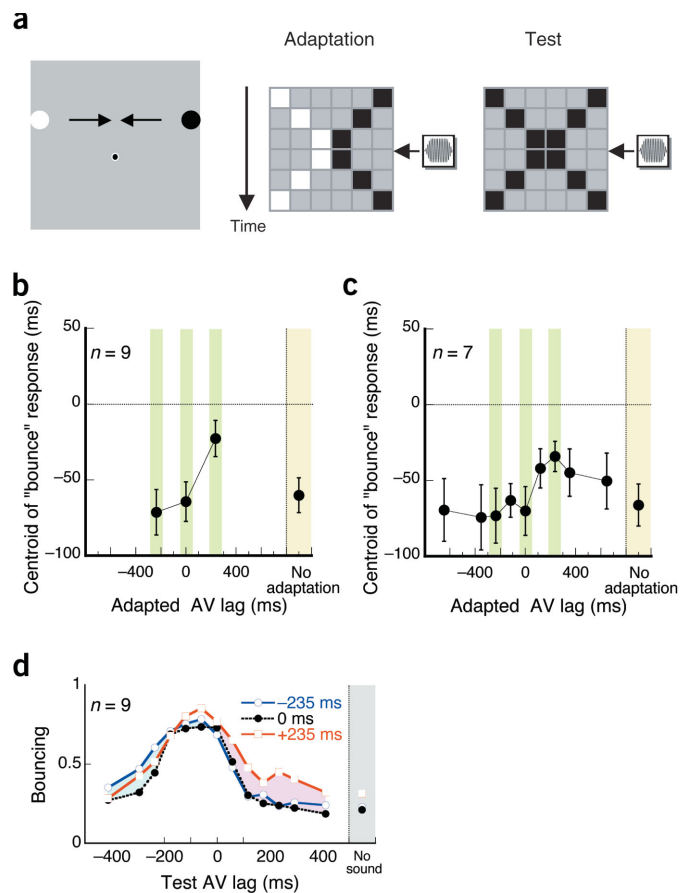 a
Adaptation
Test
Time
b
Centroid of "bounce" response (ms)
50
0
−50
−100
n = 9
−400
0
400
No
adaptation
Adapted AV lag (ms)
c
Centroid of "bounce" response (ms)
50
0
−50
−100
n = 7
−400
0
400
No
adaptation
Adapted AV lag (ms)
d
Bouncing
1
0.5
0
n = 9
−235 ms
0 ms
+235 ms
−400
−200
0
200
400
No
sound
Test AV lag (ms)